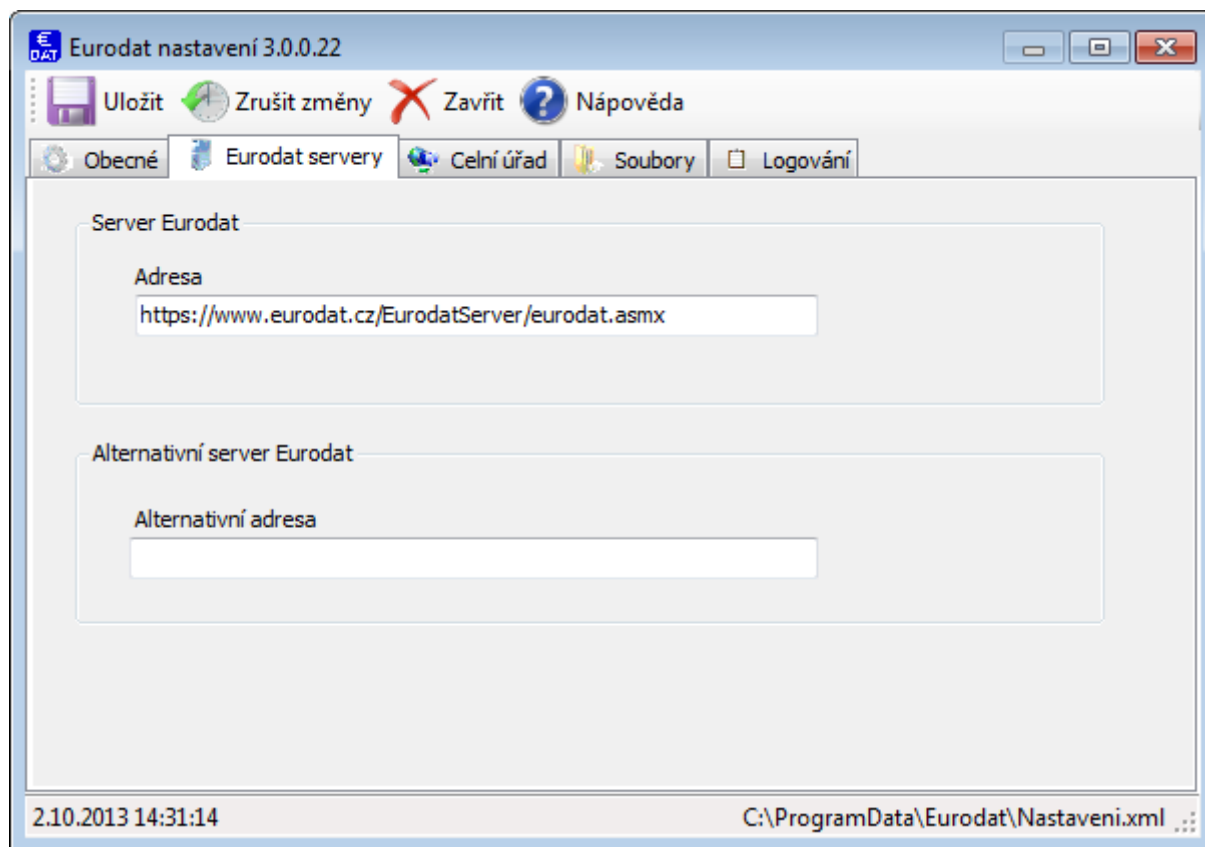 € DAT Eurodat nastavení 3.0.0.22
Uložit Zrušit změny Zavřit Nápověda
Obecné Eurodat servery Celní úřad Soubory Logování
Server Eurodat
Adresa
https://www.eurodat.cz/EurodatServer/eurodat.asmx
Alternativní server Eurodat
Alternativní adresa
2.10.2013 14:31:14 C:\ProgramData\Eurodat\Nastaveni.xml